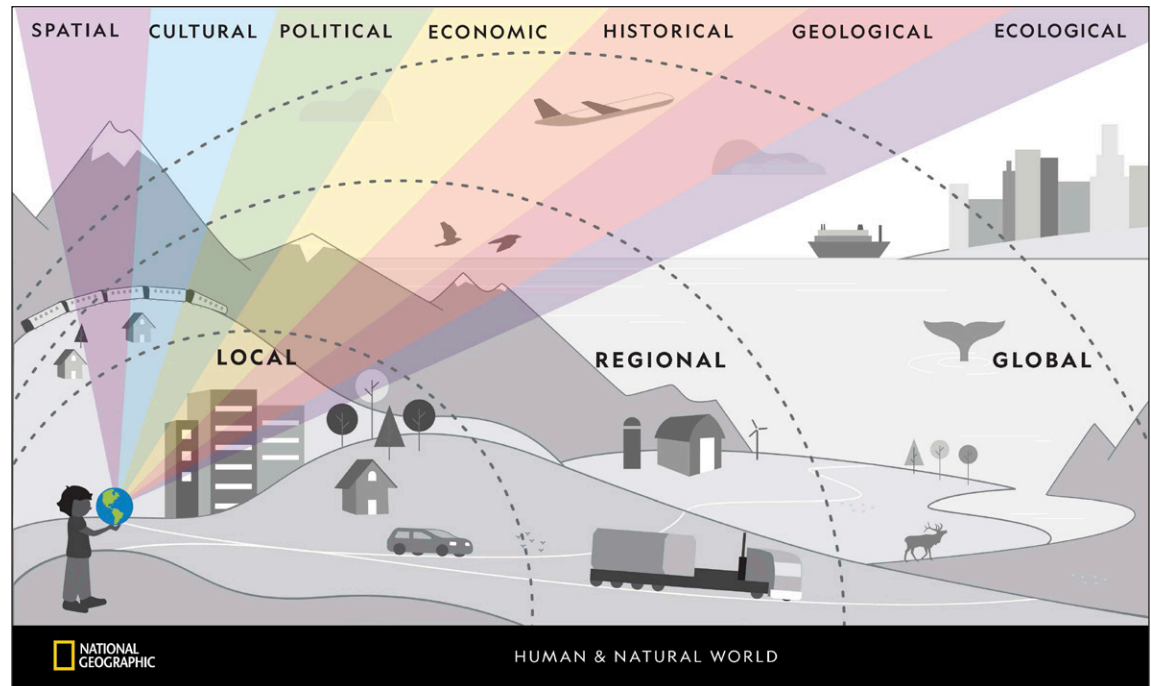 SPATIAL CULTURAL POLITICAL ECONOMIC HISTORICAL GEOLOGICAL ECOLOGICAL
LOCAL REGIONAL GLOBAL
NATIONAL
GEOGRAPHIC
HUMAN & NATURAL WORLD